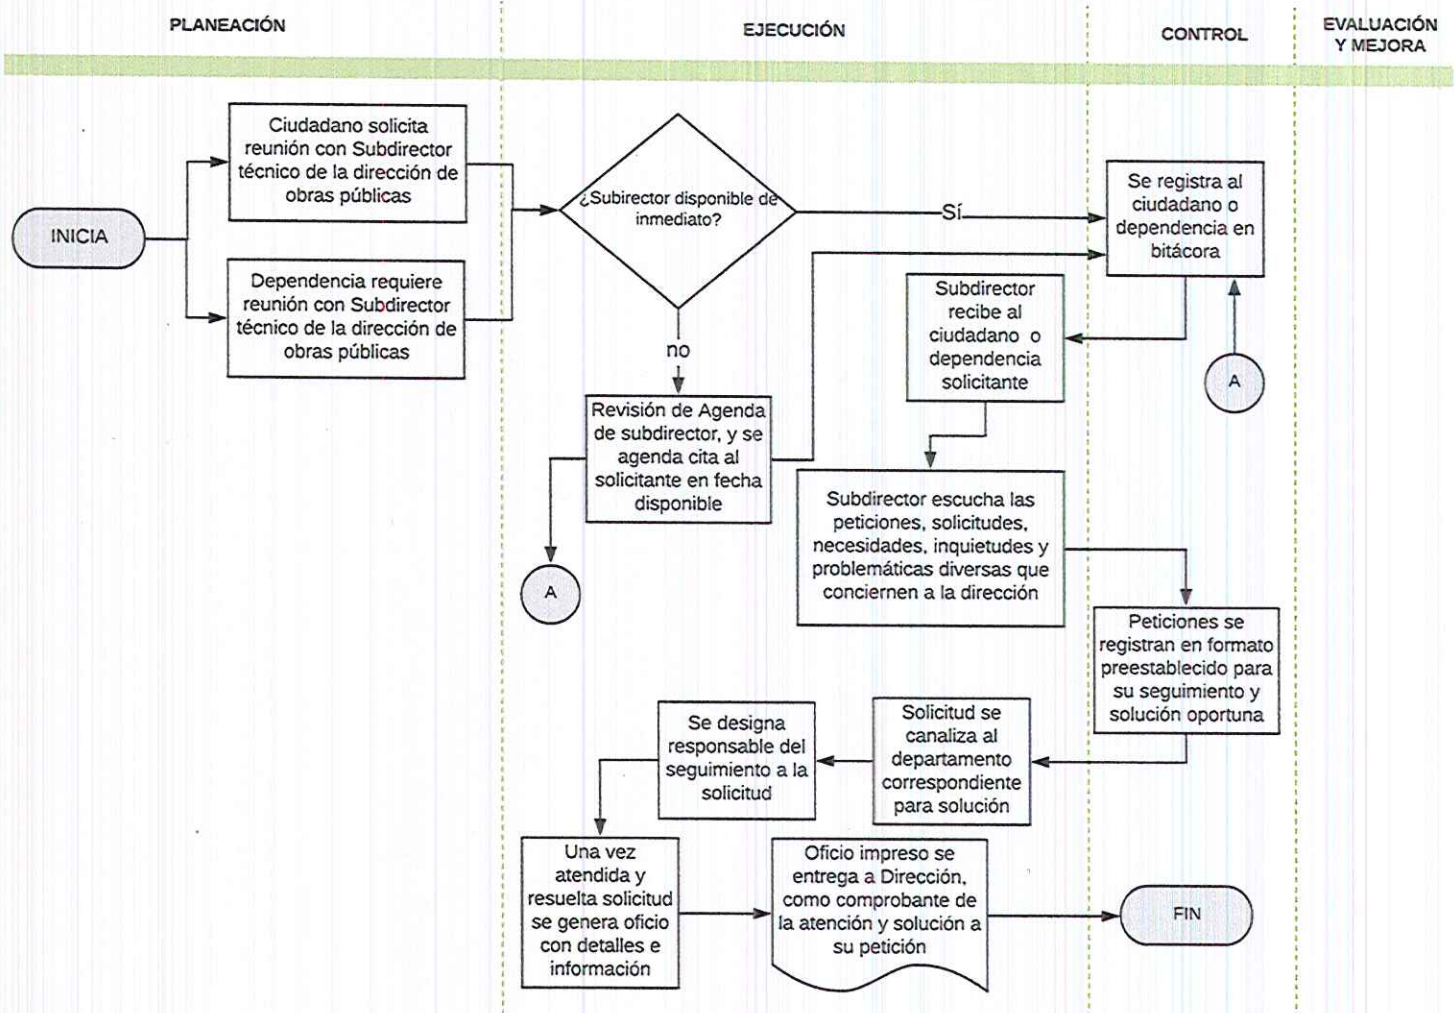 PLANEACIÓN
EJECUCIÓN
CONTROL
EVALUACIÓN
Y MEJORA
INICIA
Ciudadano solicita
reunión con Subdirector
técnico de la dirección de
obras públicas
Dependencia requiere
reunión con Subdirector
técnico de la dirección de
obras públicas
¿Subirector disponible de
inmediato?
Sí
no
Se registra al
ciudadano o
dependencia en
bitácora
A
Subdirector
recibe al
ciudadano o
dependencia
solicitante
Revisión de Agenda
de subdirector, y se
agenda cita al
solicitante en fecha
disponible
A
Subdirector escucha las
peticiones, solicitudes,
necesidades, inquietudes y
problemáticas diversas que
conciernen a la dirección
Peticiones se
registran en formato
preestablecido para
su seguimiento y
solución oportuna
Solicitud se
canaliza al
departamento
correspondiente
para solución
Se designa
responsable del
seguimiento a la
solicitud
Una vez
atendida y
resuelta solicitud
se genera oficio
con detalles e
información
Oficio impreso se
entrega a Dirección,
como comprobante de
la atención y solución a
su petición
FIN